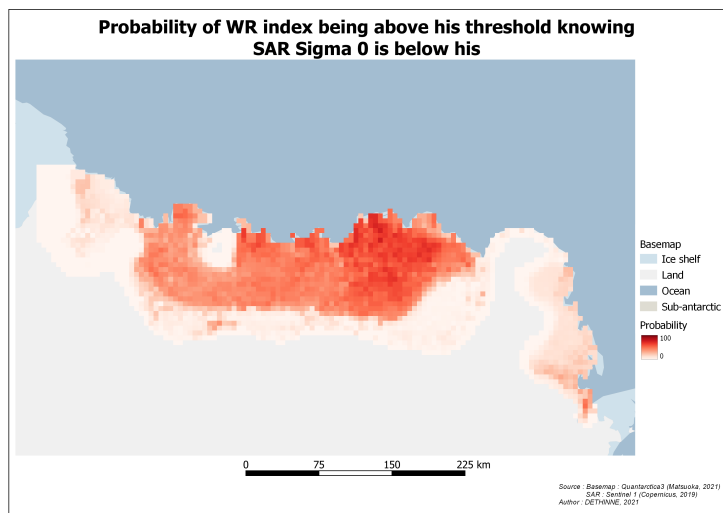 Probability of WR index being above his threshold knowing
SAR Sigma 0 is below his
Basemap
Ice shelf
Land
Ocean
Sub-antarctic
Probability
100
0
0 75 150 225 km
Source : Basemap : Quantarctica3 (Matsuoka, 2021)
SAR : Sentinel 1 (Copernicus, 2019)
Author : DETHINNE, 2021